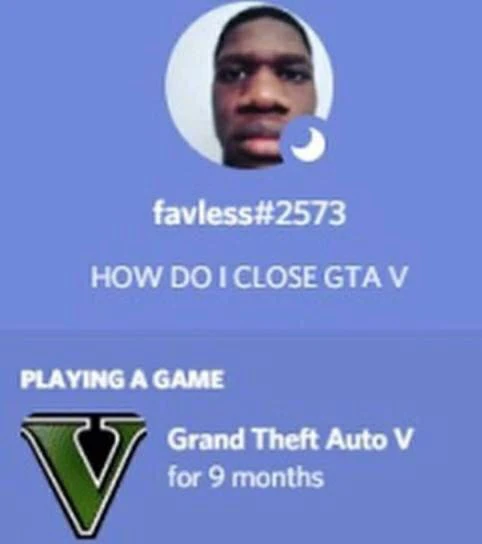 favless#2573
HOW DO I CLOSE GTA V
PLAYING A GAME
Grand Theft Auto V
for 9 months
V